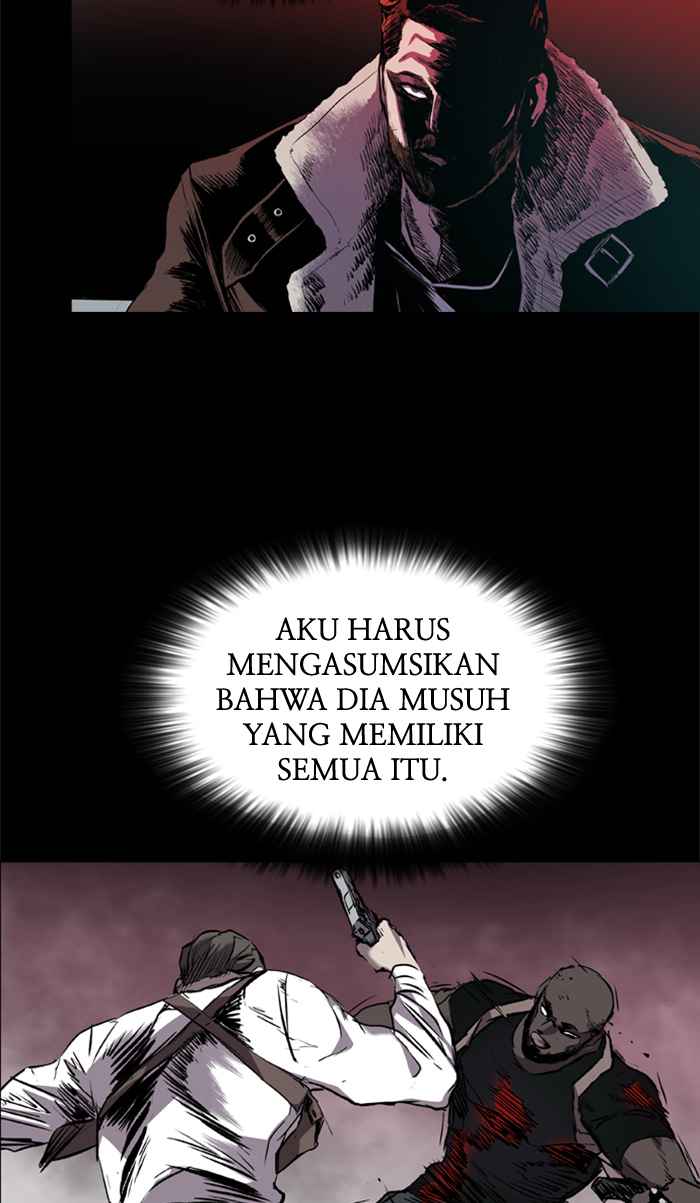 AKU HARUS
MENGASUMSIKAN
BAHWA DIA MUSUH
YANG MEMILIKI
SEMUA ITU.